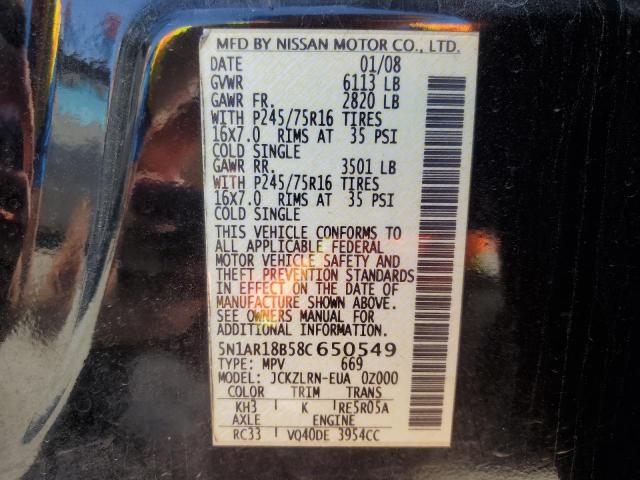 MFD BY NISSAN MOTOR CO., LTD.
DATE 01/08
GVWR 6113 LB
GAWR FR. 2820 LB
WITH P245/75R16 TIRES
16X7.0 RIMS AT 35 PSI
COLD SINGLE
GAWR RR. 3501 LB
WITH P245/75R16 TIRES
16X7.0 RIMS AT 35 PSI
COLD SINGLE
THIS VEHICLE CONFORMS TO
ALL APPLICABLE FEDERAL
MOTOR VEHICLE SAFETY AND
THEFT PREVENTION STANDARDS
IN EFFECT ON THE DATE OF
MANUFACTURE SHOWN ABOVE.
SEE OWNERS MANUAL FOR
ADDITIONAL INFORMATION.
5N1AR18B58C650549
TYPE: MPV 669
MODEL: JCKZLRN-EUA 0Z000
COLOR TRIM TRANS
KH3 K RE5R05A
AXLE ENGINE
RC33 VQ40DE 3954CC